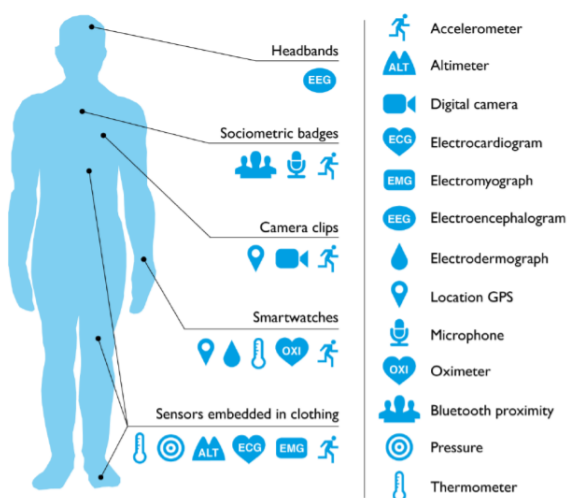 Headbands
EEG
Sociometric badges
Camera clips
Smartwatches
OXI
Sensors embedded in clothing
ALT ECG EMG
Accelerometer
ALT Altimeter
Digital camera
ECG Electrocardiogram
EMG Electromyograph
EEG Electroencephalogram
Electrodermograph
Location GPS
Microphone
OXI Oximeter
Bluetooth proximity
Pressure
Thermometer